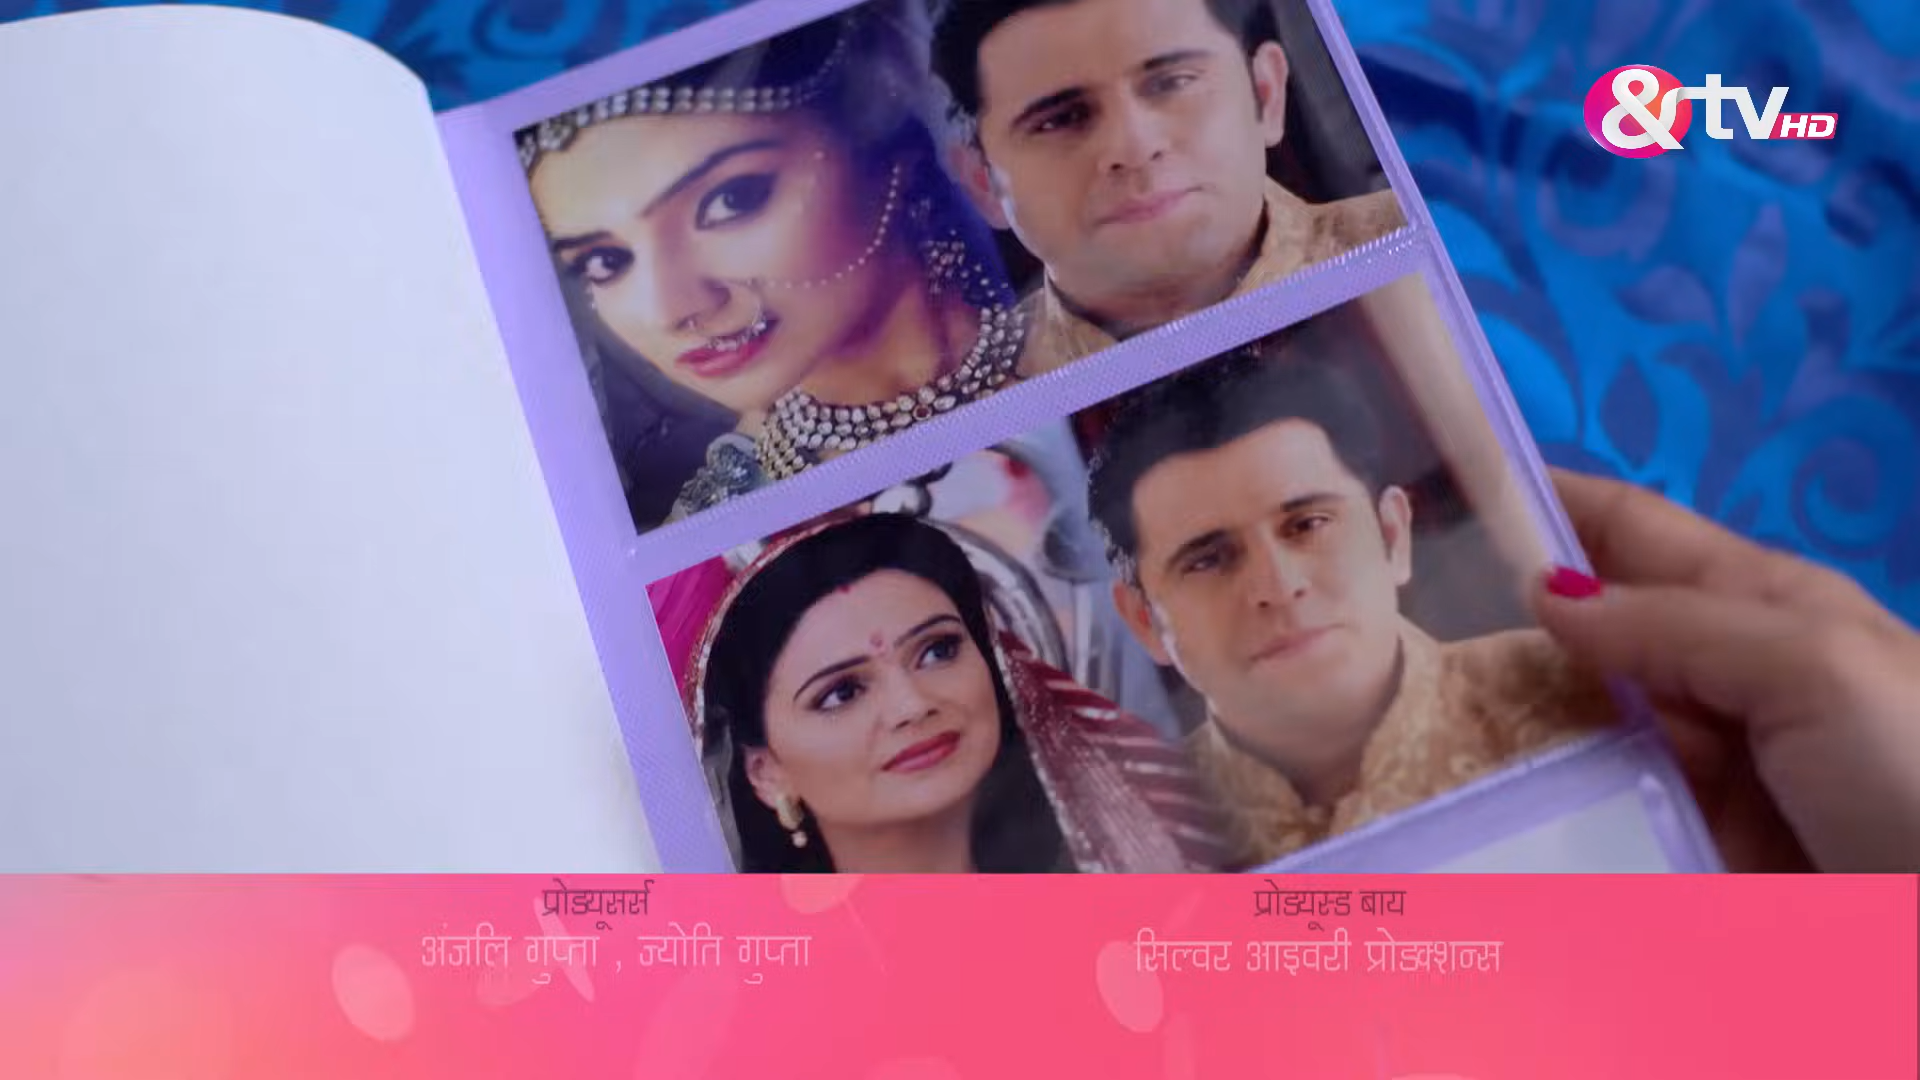 &tv HD
प्रोड्यूसर्स
अंजलि गुप्ता , ज्योति गुप्ता
प्रोड्यूस्ड बाय
सिल्वर आइवरी प्रोडक्शन्स